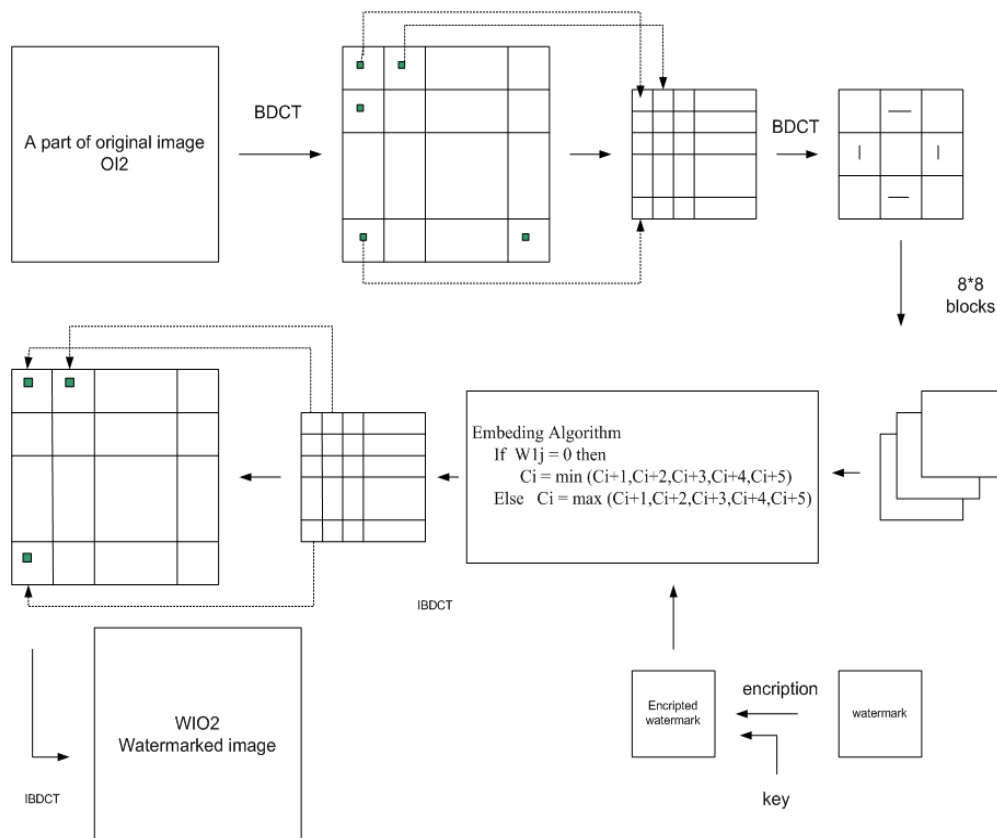 A part of original image
OI2
BDCT
BDCT
8*8
blocks
Embeding Algorithm
If W1j = 0 then
Ci = min (Ci+1,Ci+2,Ci+3,Ci+4,Ci+5)
Else Ci = max (Ci+1,Ci+2,Ci+3,Ci+4,Ci+5)
IBDCT
WIO2
Watermarked image
IBDCT
Encripted
watermark
encription
watermark
key